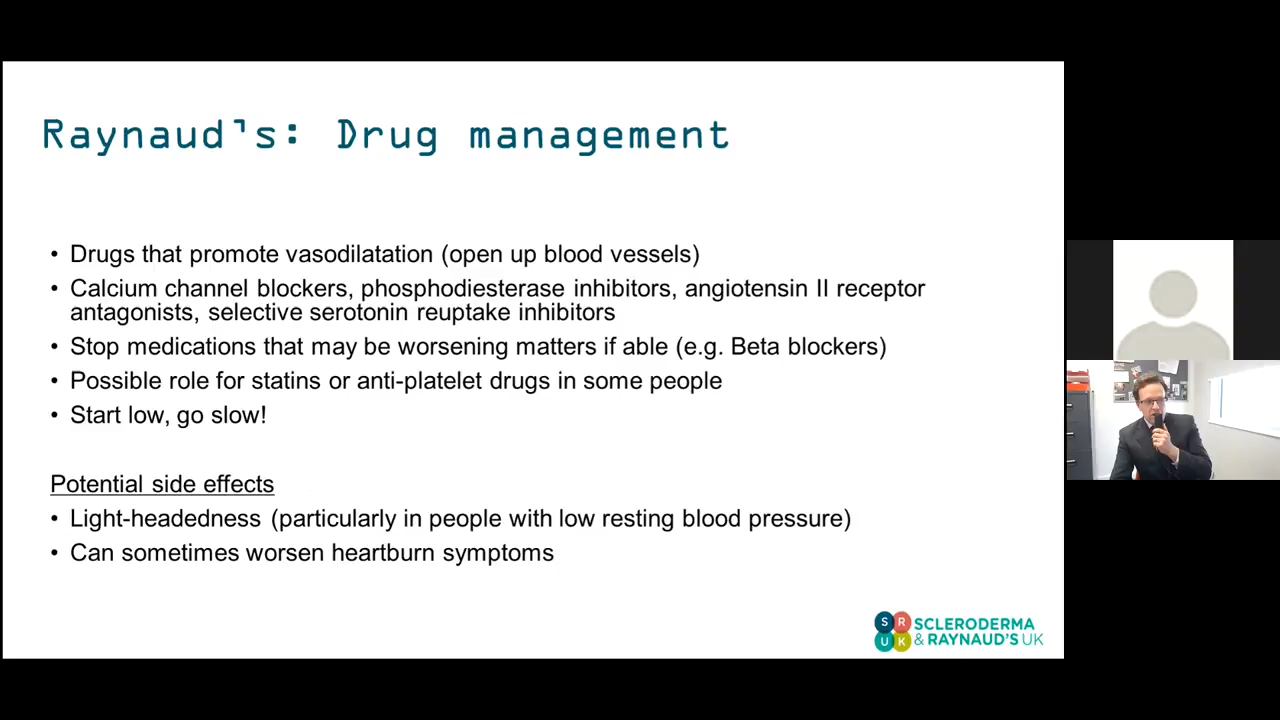 Raynaud's: Drug management
• Drugs that promote vasodilatation (open up blood vessels)
• Calcium channel blockers, phosphodiesterase inhibitors, angiotensin II receptor
antagonists, selective serotonin reuptake inhibitors
• Stop medications that may be worsening matters if able (e.g. Beta blockers)
• Possible role for statins or anti-platelet drugs in some people
• Start low, go slow!
Potential side effects
• Light-headedness (particularly in people with low resting blood pressure)
• Can sometimes worsen heartburn symptoms
S R
U K
SCLERODERMA
& RAYNAUD'S UK